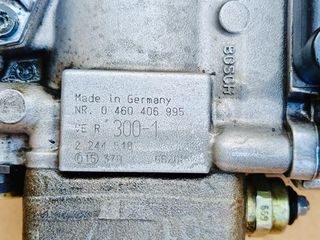 Made in Germany
NR. 0 460 406 995
VE R 300-1
2 244 518
BOSCH